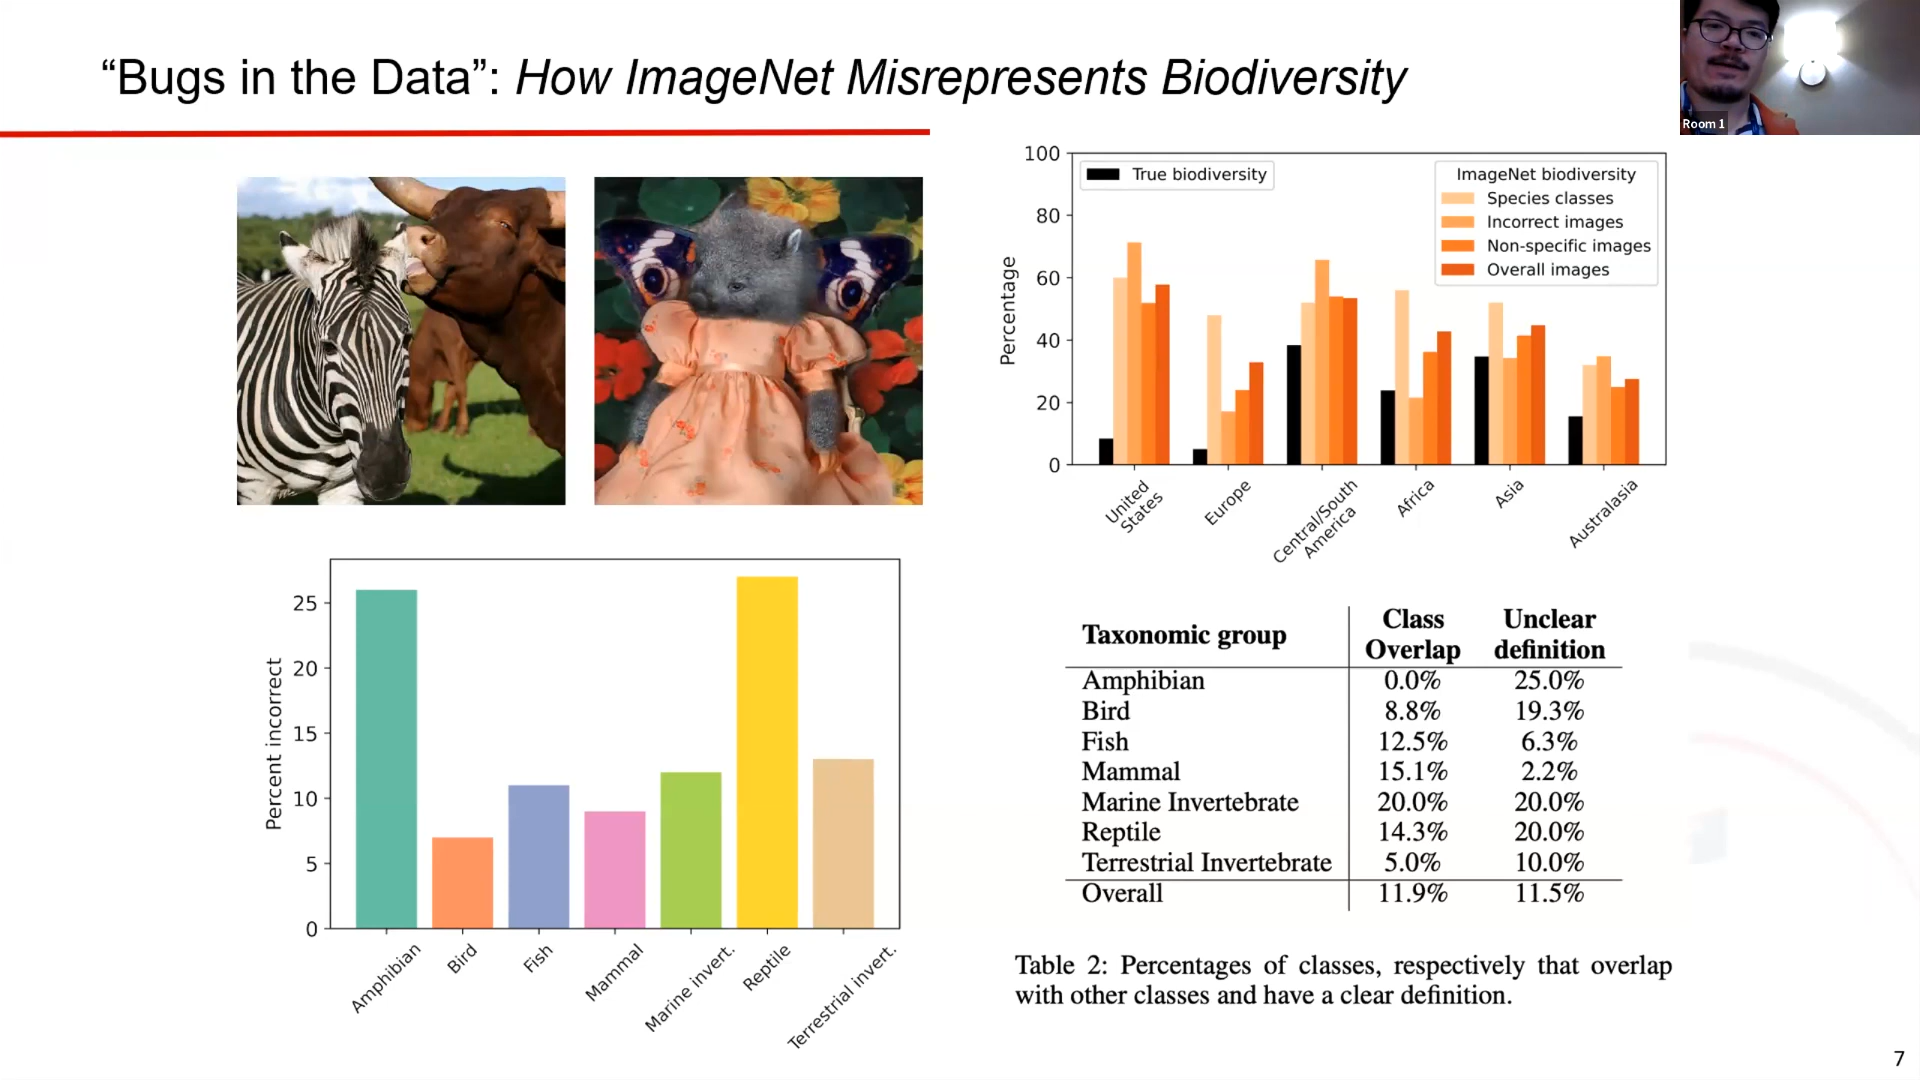 “Bugs in the Data”: How ImageNet Misrepresents Biodiversity
Room 1
100
80
60
40
20
0
Percentage
True biodiversity
ImageNet biodiversity
Species classes
Incorrect images
Non-specific images
Overall images
United
States
Europe
Central/South
America
Africa
Asia
Australasia
25
20
15
10
5
0
Percent incorrect
Amphibian
Bird
Fish
Mammal
Marine invert.
Reptile
Terrestrial invert.
Taxonomic group Class Overlap Unclear definition
Amphibian 0.0% 25.0%
Bird 8.8% 19.3%
Fish 12.5% 6.3%
Mammal 15.1% 2.2%
Marine Invertebrate 20.0% 20.0%
Reptile 14.3% 20.0%
Terrestrial Invertebrate 5.0% 10.0%
Overall 11.9% 11.5%
Table 2: Percentages of classes, respectively that overlap
with other classes and have a clear definition.
7